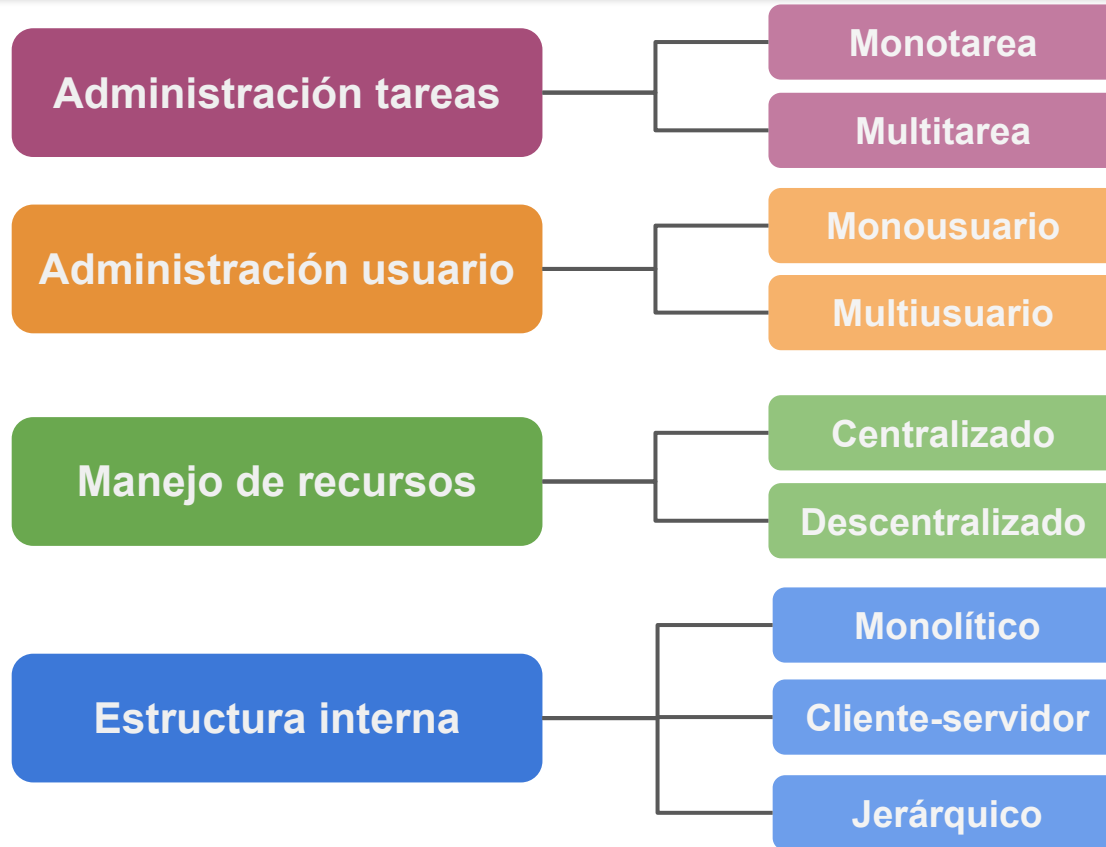 Administración tareas
Monotarea
Multitarea
Administración usuario
Monousuario
Multiusuario
Manejo de recursos
Centralizado
Descentralizado
Estructura interna
Monolítico
Cliente-servidor
Jerárquico